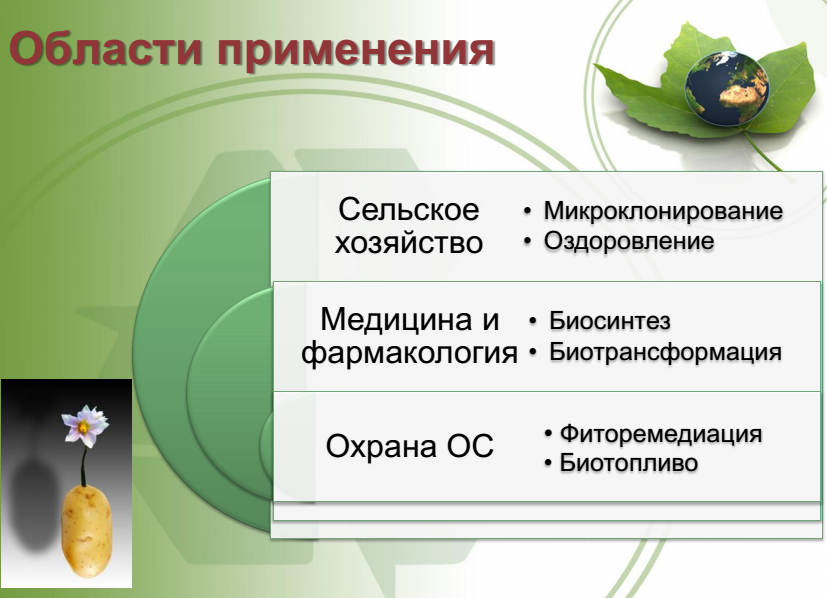 Области применения
Сельское
хозяйство
• Микроклонирование
• Оздоровление
Медицина и
фармакология
• Биосинтез
• Биотрансформация
Охрана ОС
• Фиторемедиация
• Биотопливо